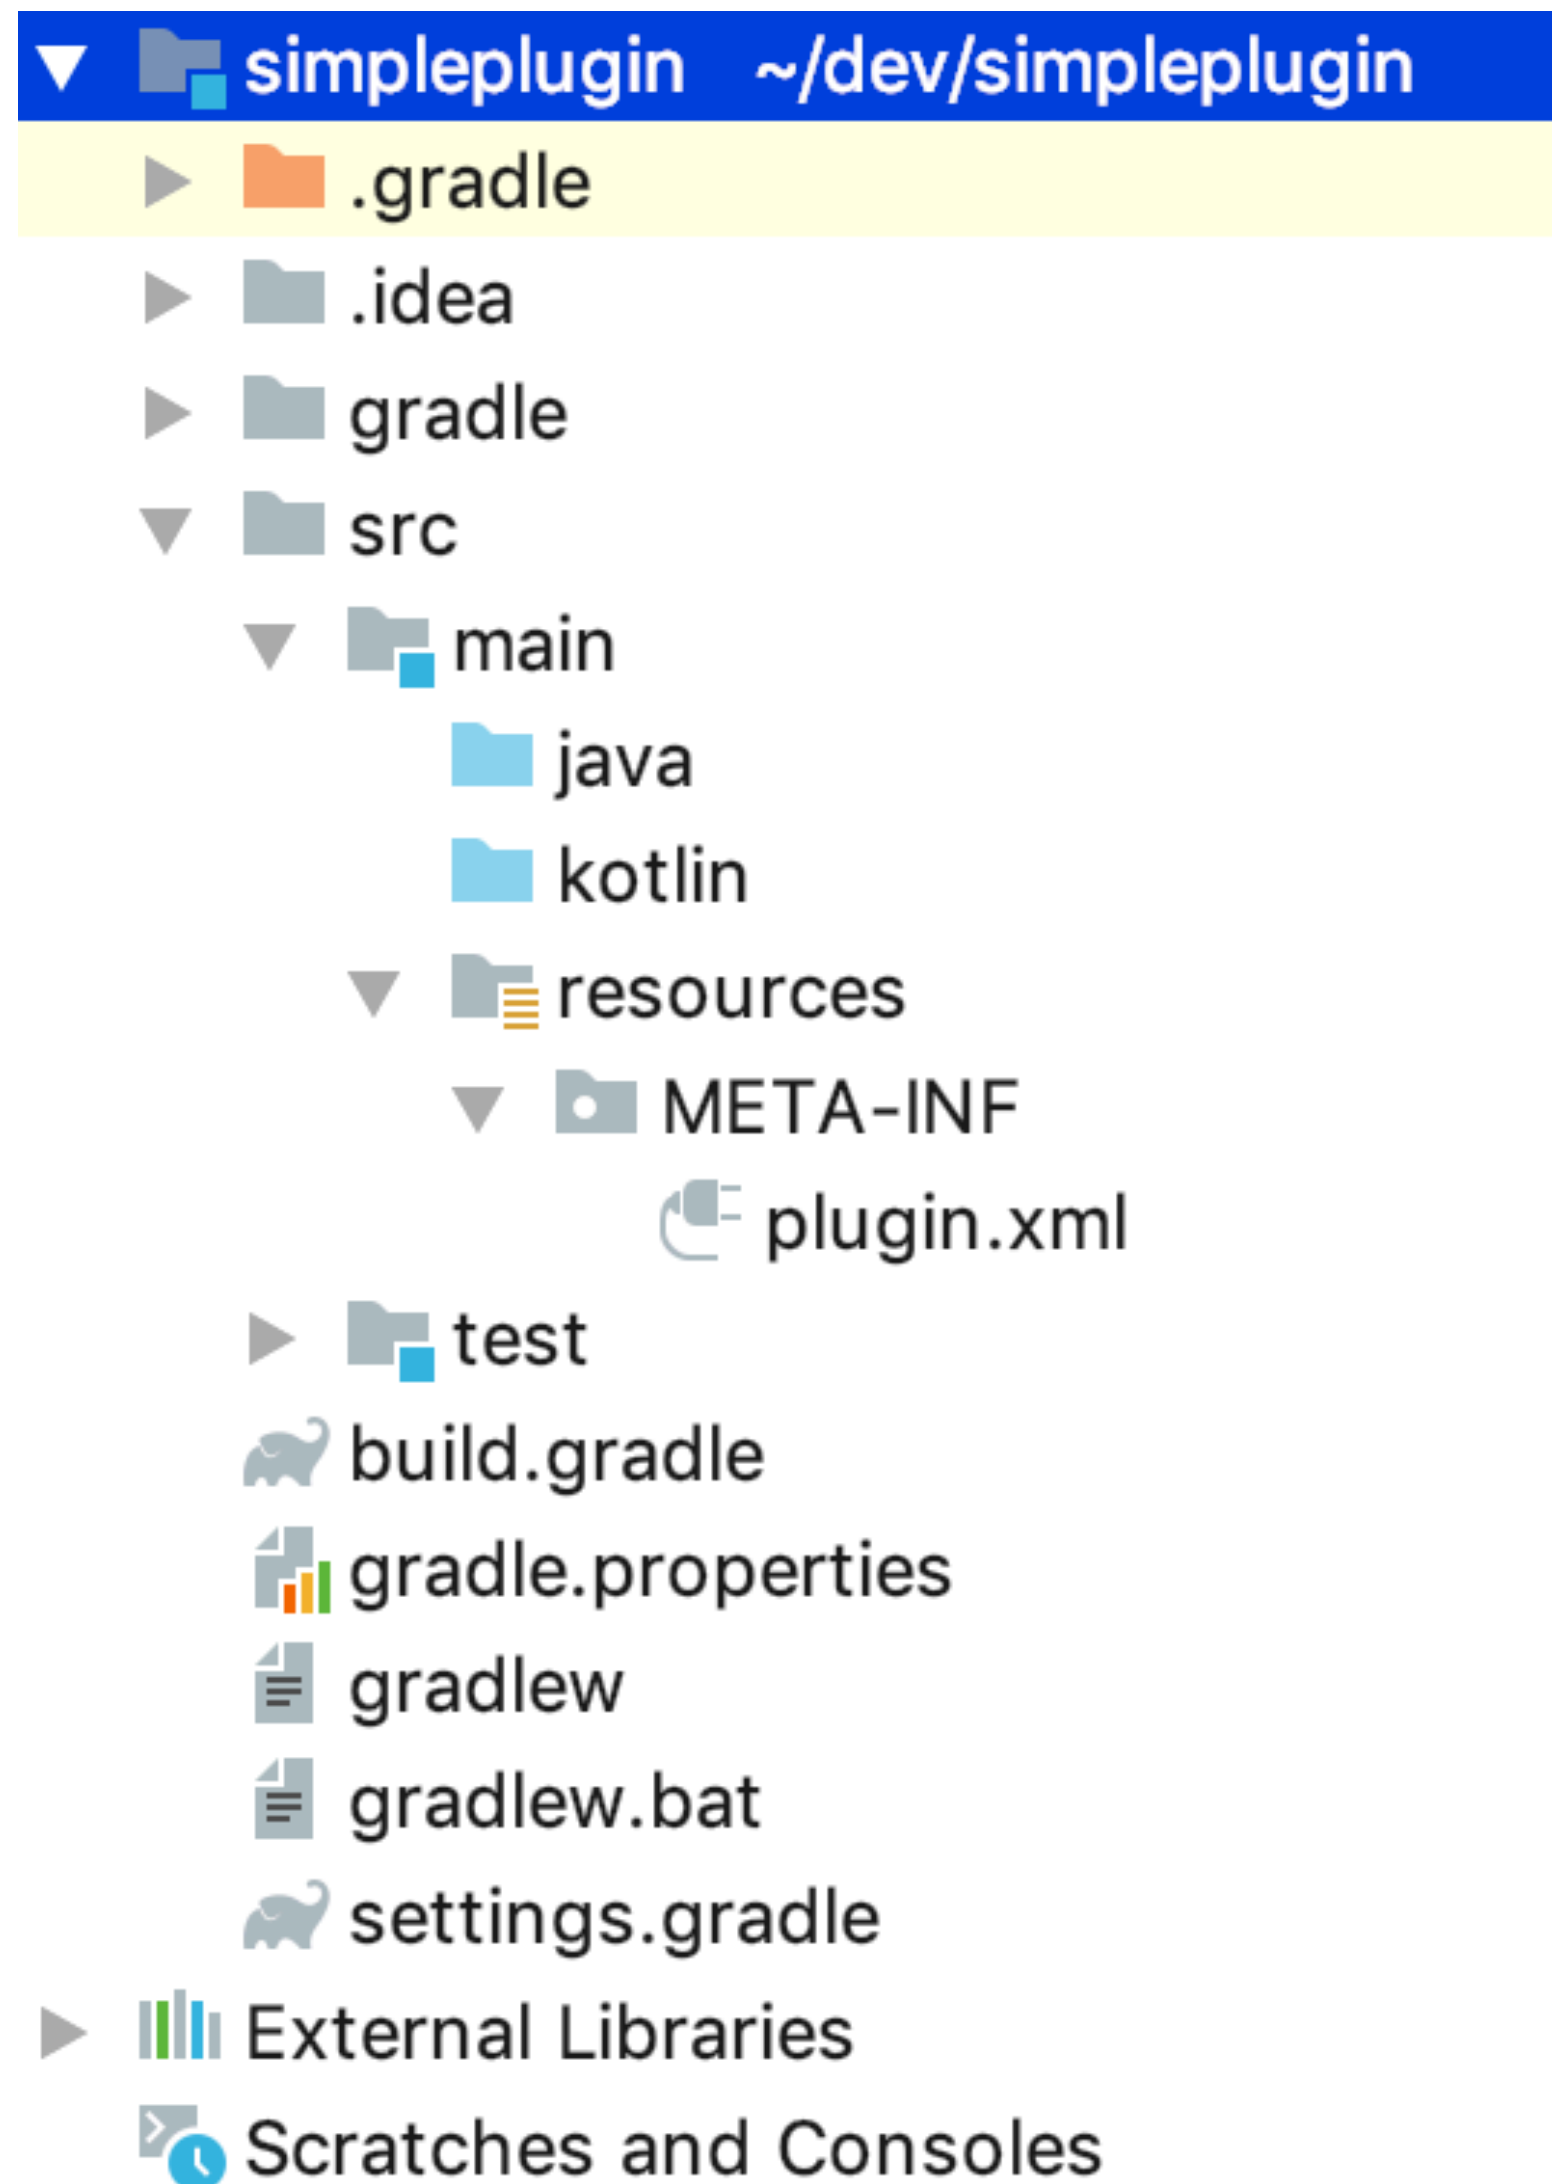 simpleplugin ~/dev/simpleplugin
.gradle
.idea
gradle
src
main
java
kotlin
resources
META-INF
plugin.xml
test
build.gradle
gradle.properties
gradlew
gradlew.bat
settings.gradle
External Libraries
Scratches and Consoles